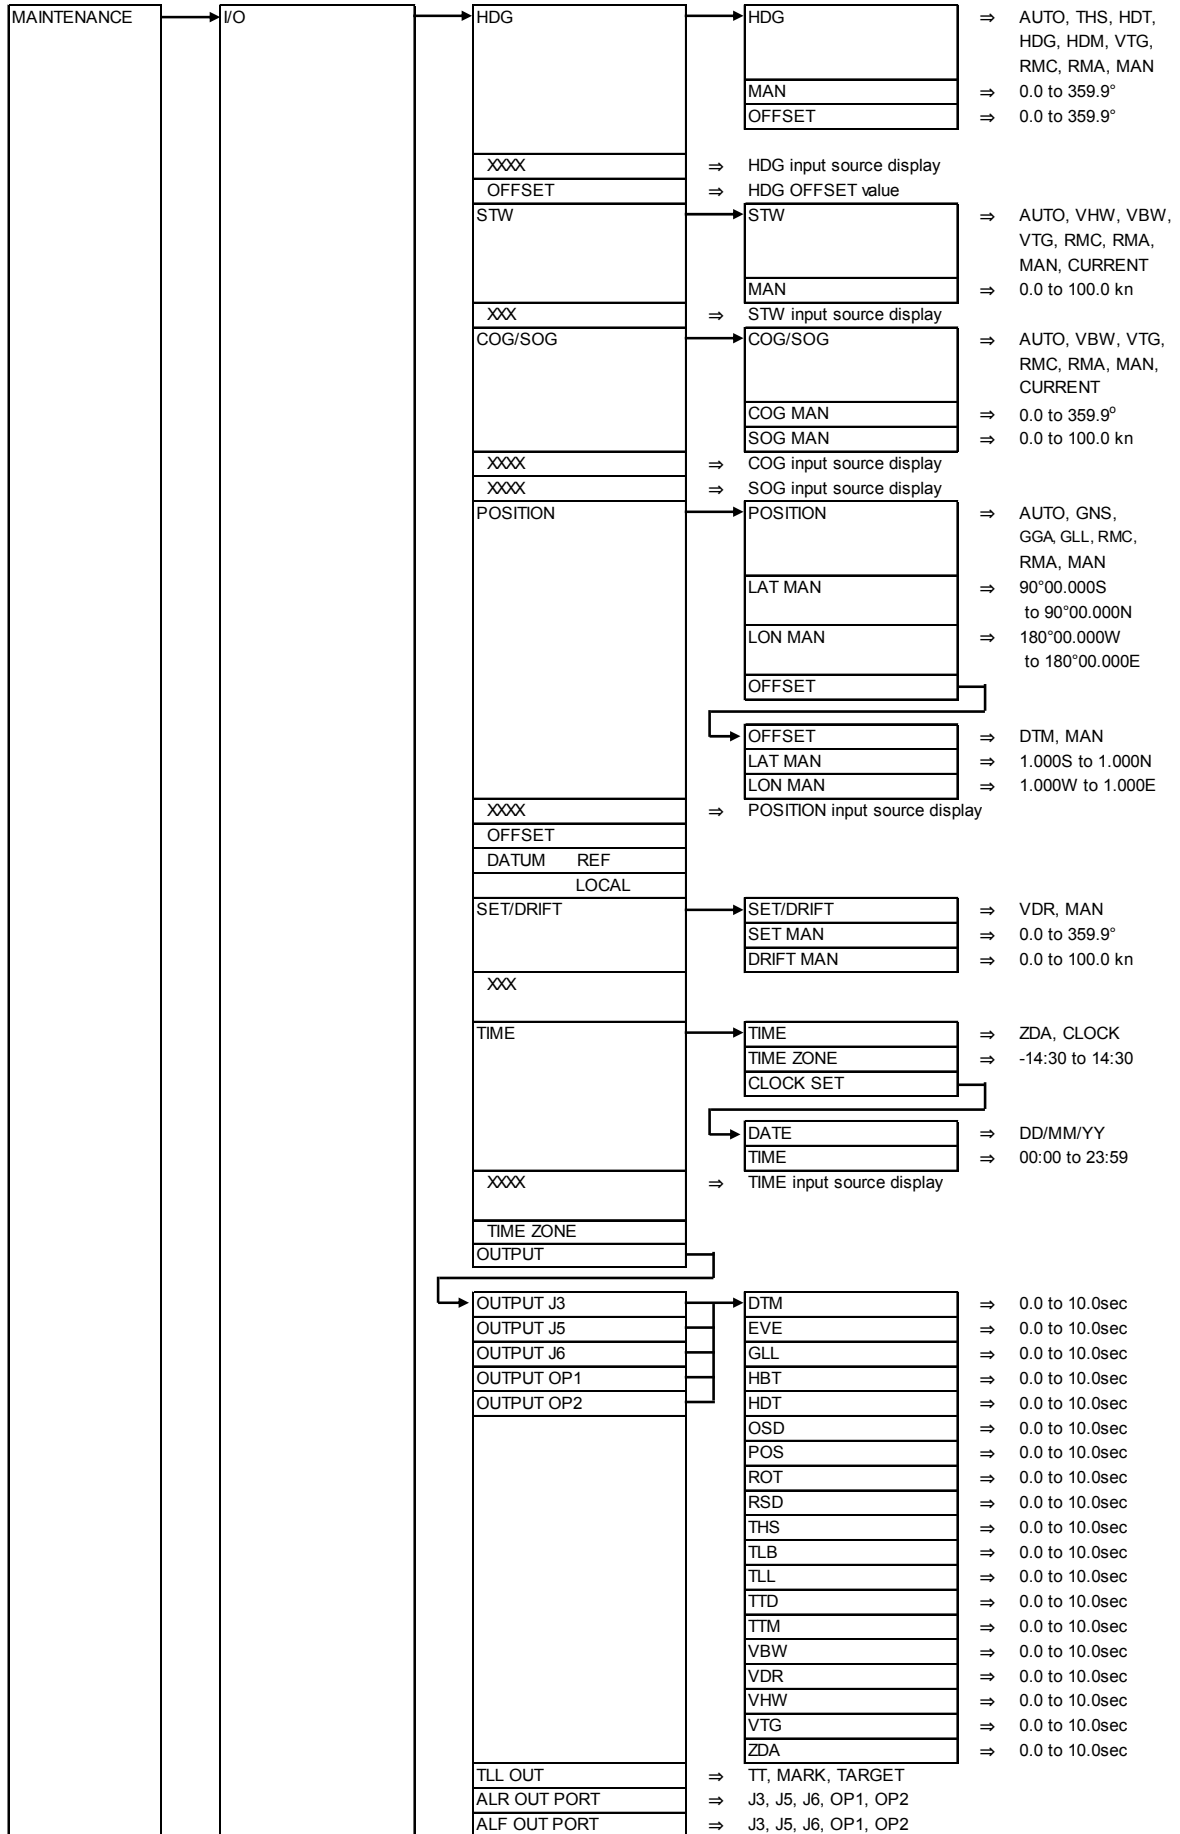 MAINTENANCE I/O HDG HDG ⇒ AUTO, THS, HDT,
HDG, HDM, VTG,
RMC, RMA, MAN
MAN ⇒ 0.0 to 359.9°
OFFSET ⇒ 0.0 to 359.9°
XXXX ⇒ HDG input source display
OFFSET ⇒ HDG OFFSET value
STW STW ⇒ AUTO, VHW, VBW,
VTG, RMC, RMA,
MAN, CURRENT
MAN ⇒ 0.0 to 100.0 kn
XXX ⇒ STW input source display
COG/SOG COG/SOG ⇒ AUTO, VBW, VTG,
RMC, RMA, MAN,
CURRENT
COG MAN ⇒ 0.0 to 359.9°
SOG MAN ⇒ 0.0 to 100.0 kn
XXXX ⇒ COG input source display
XXXX ⇒ SOG input source display
POSITION POSITION ⇒ AUTO, GNS,
GGA, GLL, RMC,
RMA, MAN
LAT MAN ⇒ 90°00.000S
to 90°00.000N
LON MAN ⇒ 180°00.000W
to 180°00.000E
OFFSET
OFFSET ⇒ DTM, MAN
LAT MAN ⇒ 1.000S to 1.000N
LON MAN ⇒ 1.000W to 1.000E
XXXX ⇒ POSITION input source display
OFFSET
DATUM REF
LOCAL
SET/DRIFT SET/DRIFT ⇒ VDR, MAN
SET MAN ⇒ 0.0 to 359.9°
DRIFT MAN ⇒ 0.0 to 100.0 kn
XXX
TIME TIME ⇒ ZDA, CLOCK
TIME ZONE ⇒ -14:30 to 14:30
CLOCK SET
DATE ⇒ DD/MM/YY
TIME ⇒ 00:00 to 23:59
XXXX ⇒ TIME input source display
TIME ZONE
OUTPUT
OUTPUT J3 DTM ⇒ 0.0 to 10.0sec
OUTPUT J5 EVE ⇒ 0.0 to 10.0sec
OUTPUT J6 GLL ⇒ 0.0 to 10.0sec
OUTPUT OP1 HBT ⇒ 0.0 to 10.0sec
OUTPUT OP2 HDT ⇒ 0.0 to 10.0sec
OSD ⇒ 0.0 to 10.0sec
POS ⇒ 0.0 to 10.0sec
ROT ⇒ 0.0 to 10.0sec
RSD ⇒ 0.0 to 10.0sec
THS ⇒ 0.0 to 10.0sec
TLB ⇒ 0.0 to 10.0sec
TLL ⇒ 0.0 to 10.0sec
TTD ⇒ 0.0 to 10.0sec
TTM ⇒ 0.0 to 10.0sec
VBW ⇒ 0.0 to 10.0sec
VDR ⇒ 0.0 to 10.0sec
VHW ⇒ 0.0 to 10.0sec
VTG ⇒ 0.0 to 10.0sec
ZDA ⇒ 0.0 to 10.0sec
TLL OUT ⇒ TT, MARK, TARGET
ALR OUT PORT ⇒ J3, J5, J6, OP1, OP2
ALF OUT PORT ⇒ J3, J5, J6, OP1, OP2